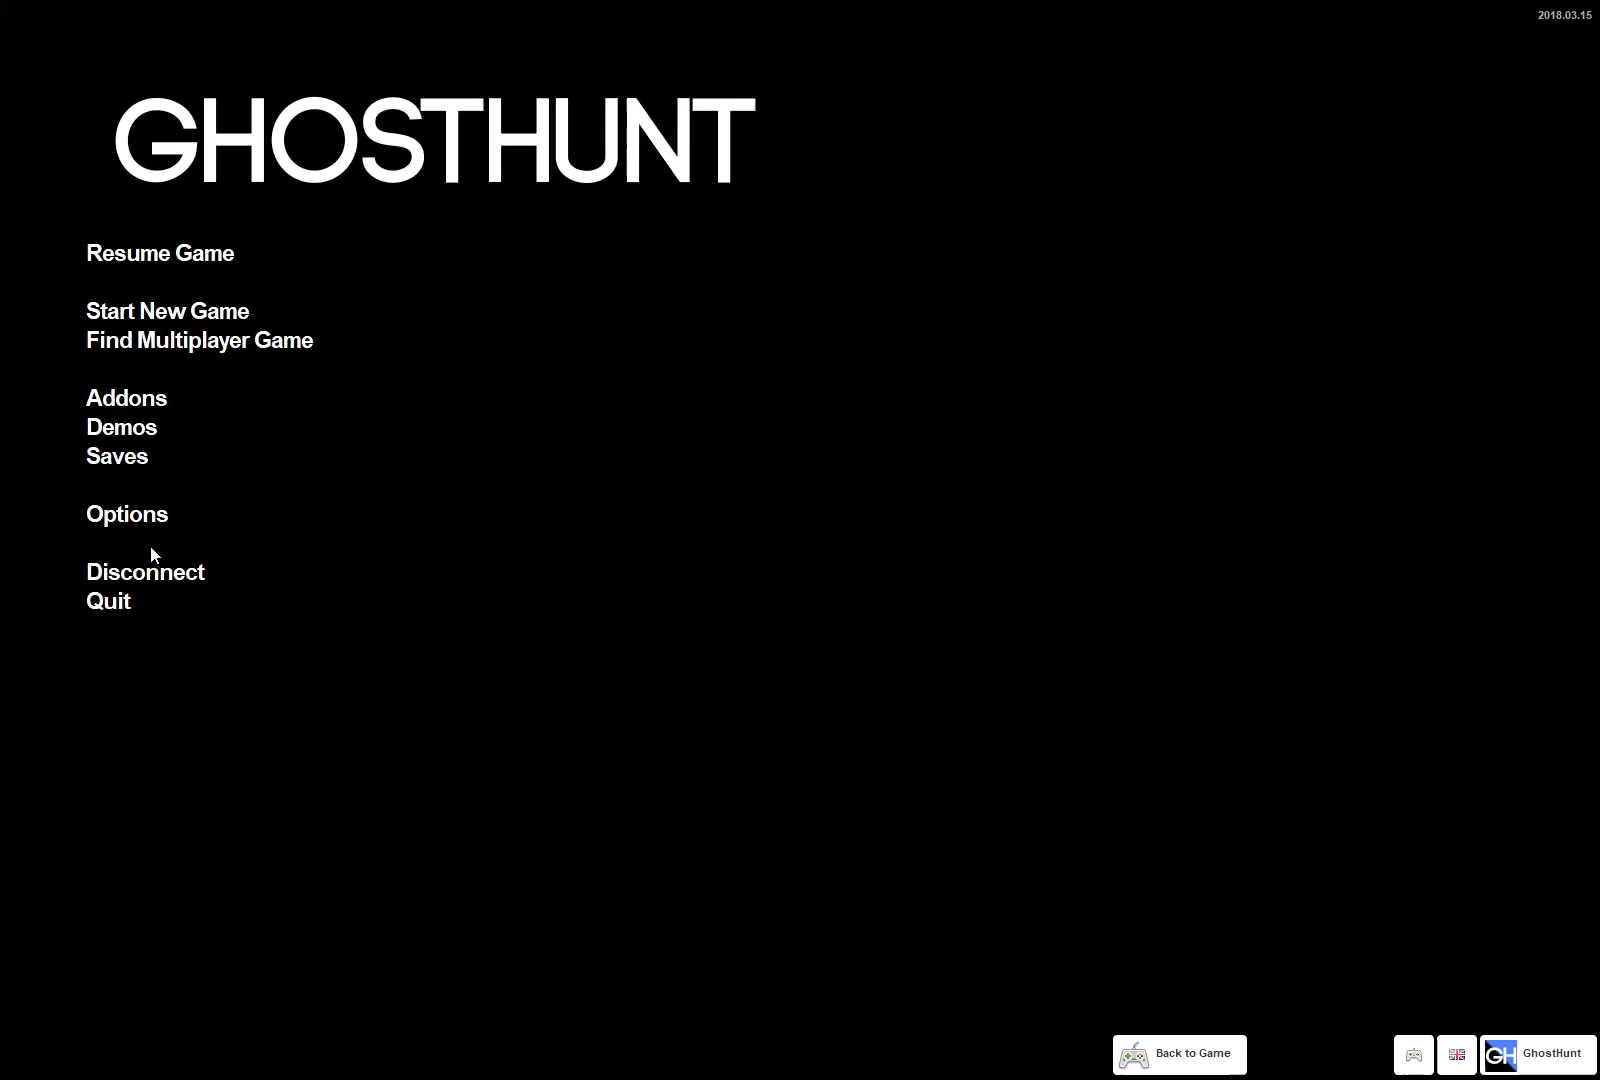 2018.03.15
GHOSTHUNT
Resume Game
Start New Game
Find Multiplayer Game
Addons
Demos
Saves
Options
Disconnect
Quit
Back to Game
GH GhostHunt